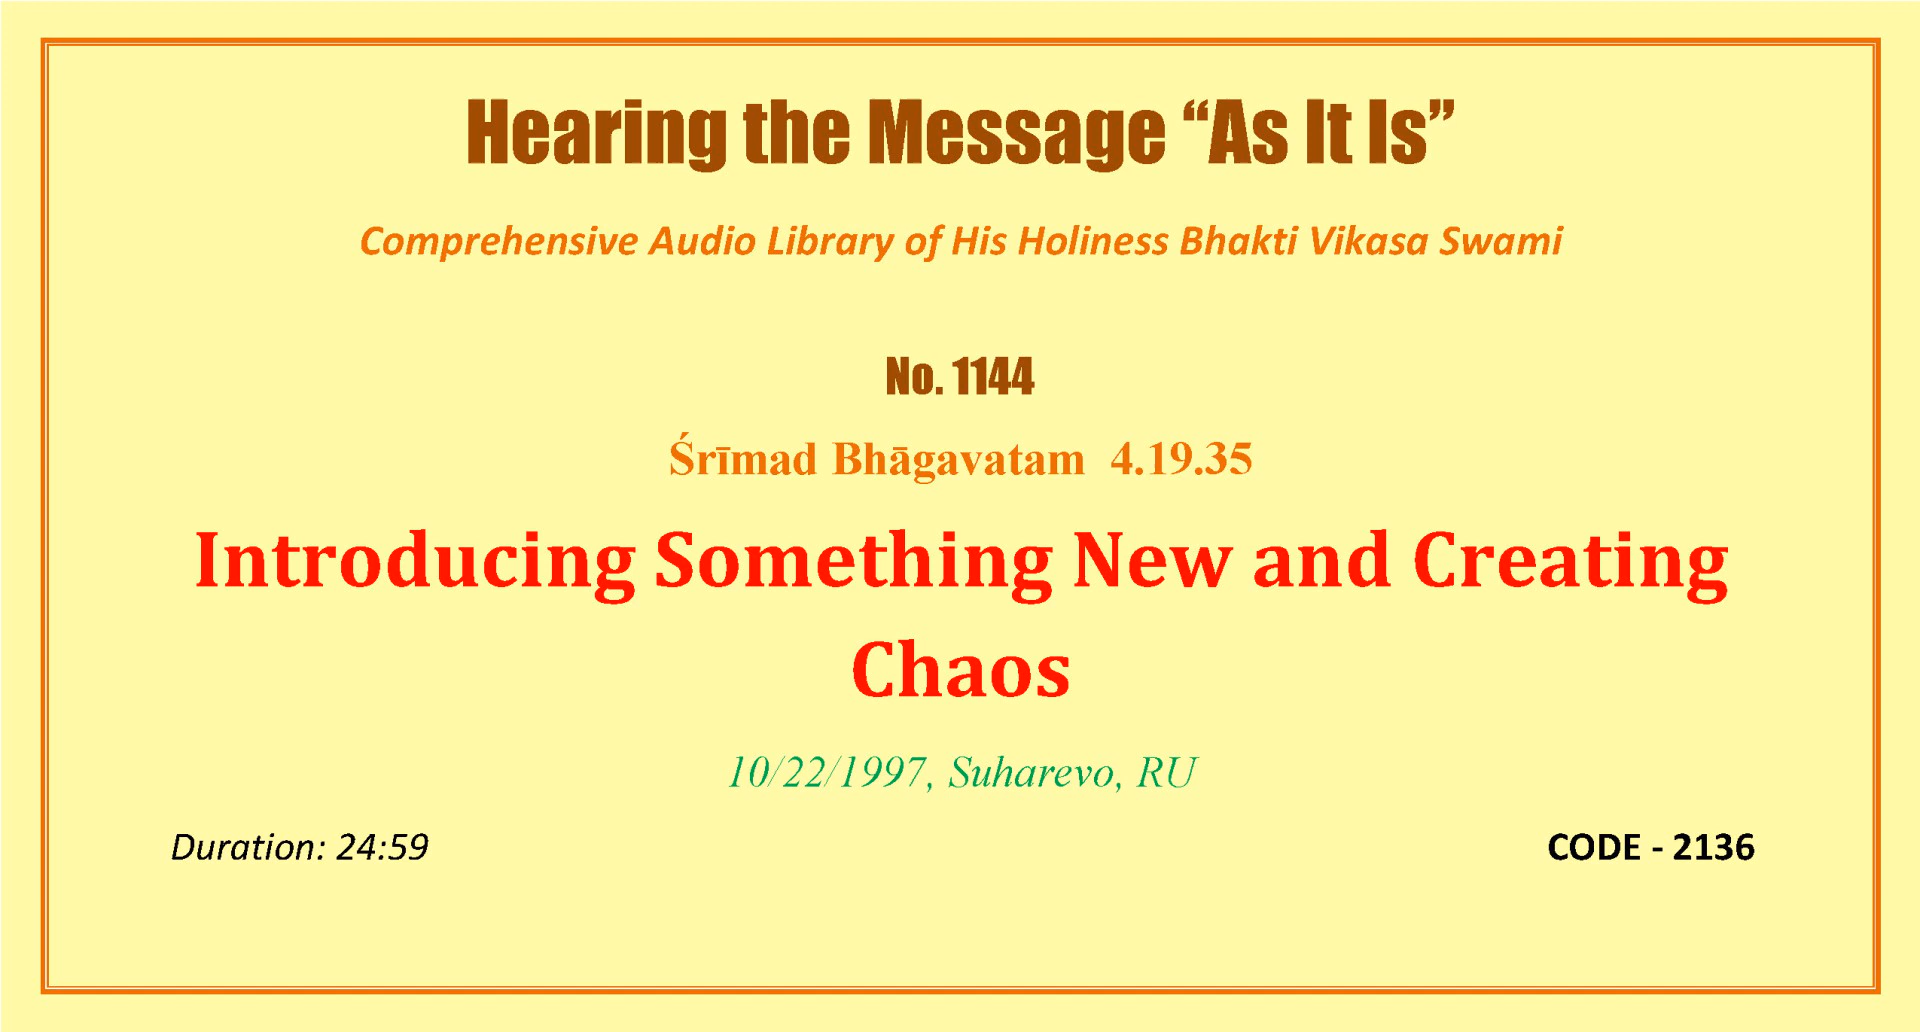 Hearing the Message “As It Is”
Comprehensive Audio Library of His Holiness Bhakti Vikasa Swami
No. 1144
Śrīmad Bhāgavatam 4.19.35
Introducing Something New and Creating
Chaos
10/22/1997, Suharevo, RU
Duration: 24:59
CODE - 2136